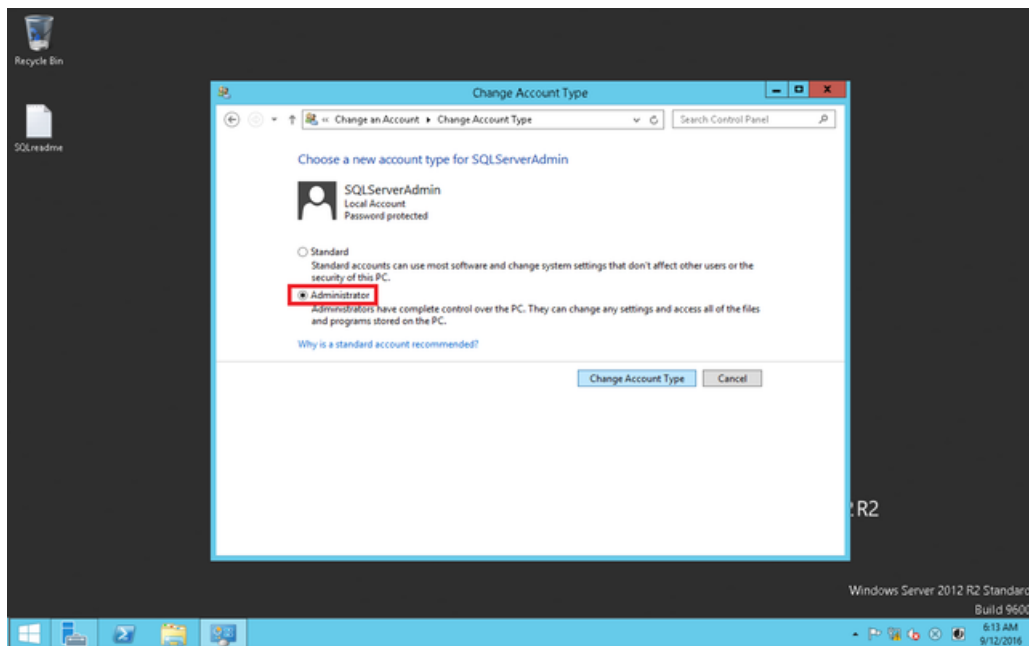 Recycle Bin
SQLreadme
Change Account Type
« Change an Account ▸ Change Account Type
Search Control Panel
Choose a new account type for SQLServerAdmin
SQLServerAdmin
Local Account
Password protected
Standard
Standard accounts can use most software and change system settings that don't affect other users or the
security of this PC.
Administrator
Administrators have complete control over the PC. They can change any settings and access all of the files
and programs stored on the PC.
Why is a standard account recommended?
Change Account Type
Cancel
R2
Windows Server 2012 R2 Standard
Build 9600
6:13 AM
9/12/2016